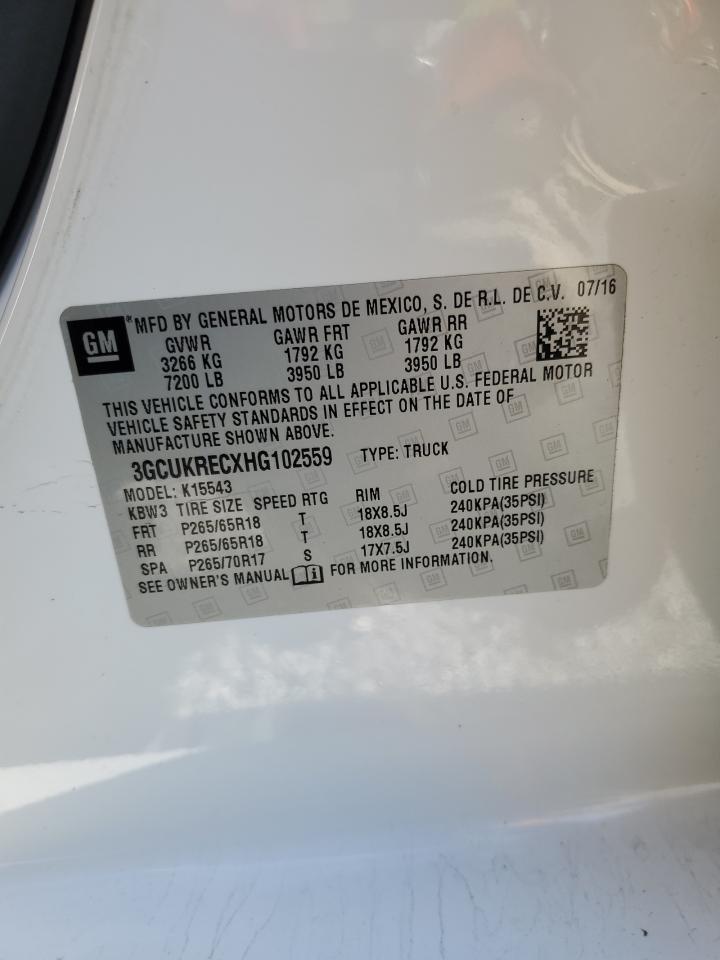 GM ® MFD BY GENERAL MOTORS DE MEXICO, S. DE R.L. DE C.V. 07/16
GVWR GAWR FRT GAWR RR
3266 KG 1792 KG 1792 KG
7200 LB 3950 LB 3950 LB
THIS VEHICLE CONFORMS TO ALL APPLICABLE U.S. FEDERAL MOTOR
VEHICLE SAFETY STANDARDS IN EFFECT ON THE DATE OF
MANUFACTURE SHOWN ABOVE.
3GCUKRECXHG102559 TYPE: TRUCK
MODEL: K15543
KBW3 TIRE SIZE SPEED RTG RIM COLD TIRE PRESSURE
FRT P265/65R18 T 18X8.5J 240KPA(35PSI)
RR P265/65R18 T 18X8.5J 240KPA(35PSI)
SPA P265/70R17 S 17X7.5J 240KPA(35PSI)
SEE OWNER'S MANUAL FOR MORE INFORMATION.